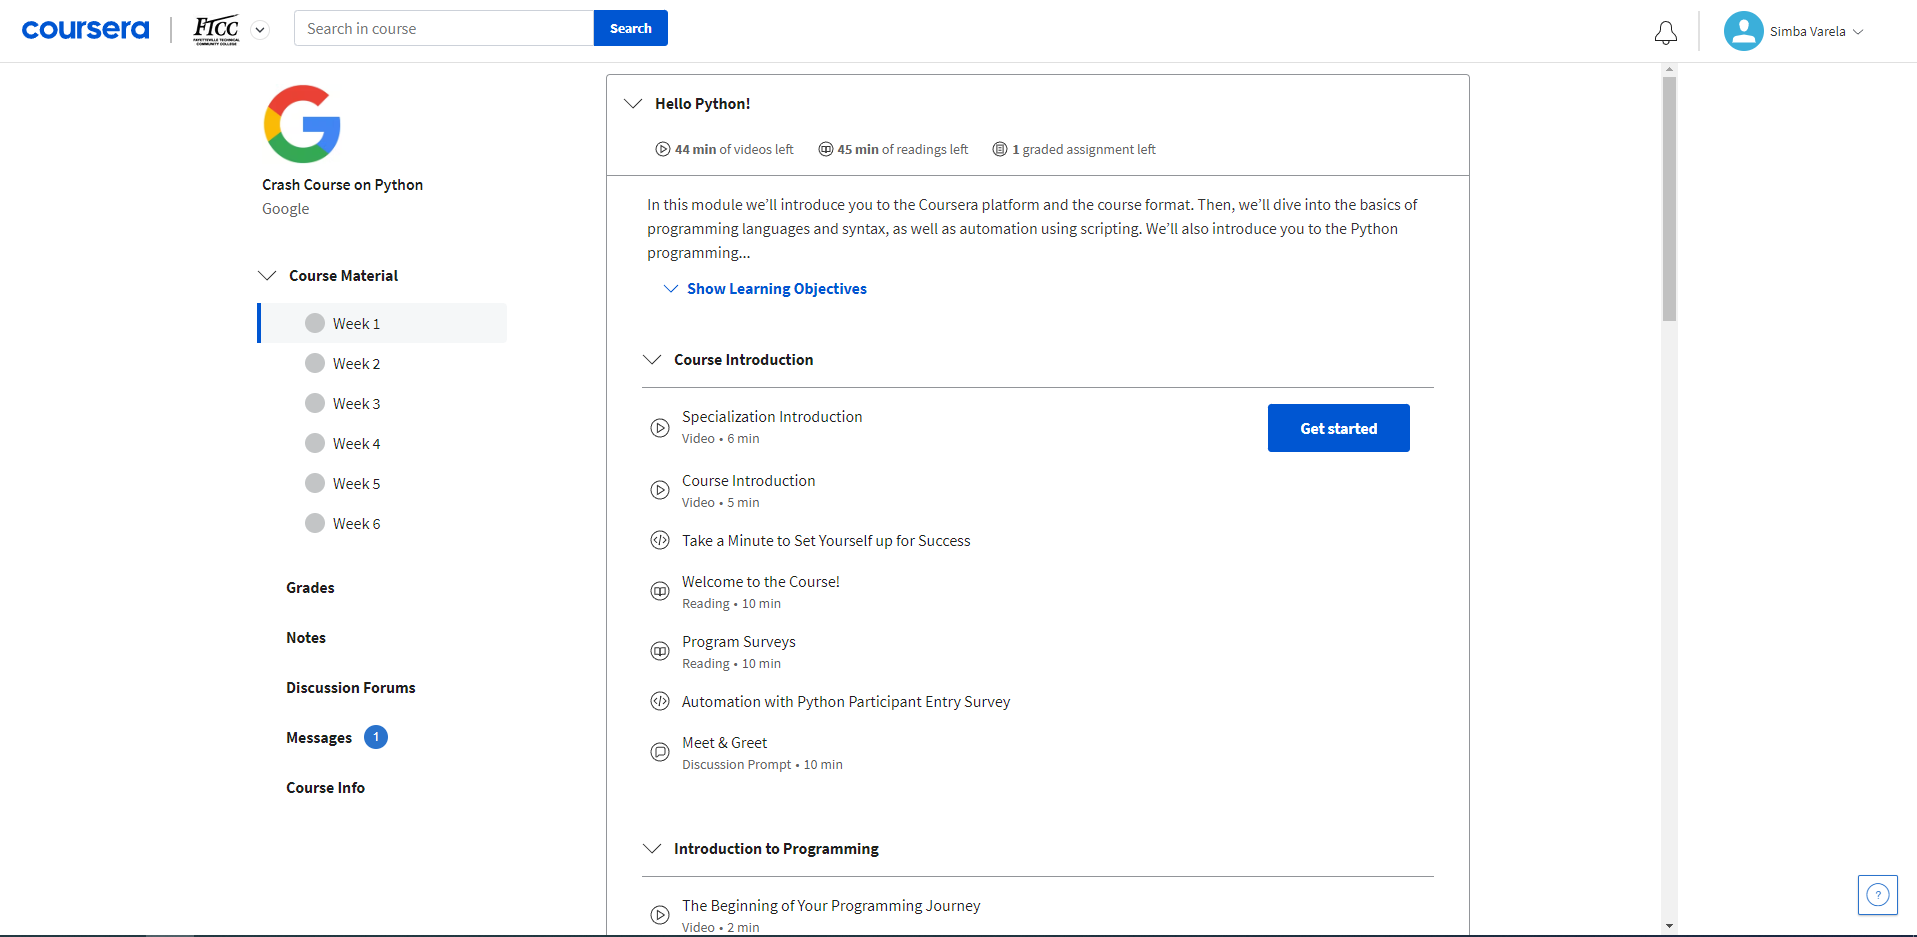 coursera
FTCC
FAYETTEVILLE TECHNICAL
COMMUNITY COLLEGE
Search in course
Search
Simba Varela
Crash Course on Python
Google
Course Material
Week 1
Week 2
Week 3
Week 4
Week 5
Week 6
Grades
Notes
Discussion Forums
Messages 1
Course Info
Hello Python!
44 min of videos left 45 min of readings left 1 graded assignment left
In this module we’ll introduce you to the Coursera platform and the course format. Then, we’ll dive into the basics of
programming languages and syntax, as well as automation using scripting. We’ll also introduce you to the Python
programming...
Show Learning Objectives
Course Introduction
Specialization Introduction
Video • 6 min
Get started
Course Introduction
Video • 5 min
Take a Minute to Set Yourself up for Success
Welcome to the Course!
Reading • 10 min
Program Surveys
Reading • 10 min
Automation with Python Participant Entry Survey
Meet & Greet
Discussion Prompt • 10 min
Introduction to Programming
The Beginning of Your Programming Journey
Video • 2 min
?